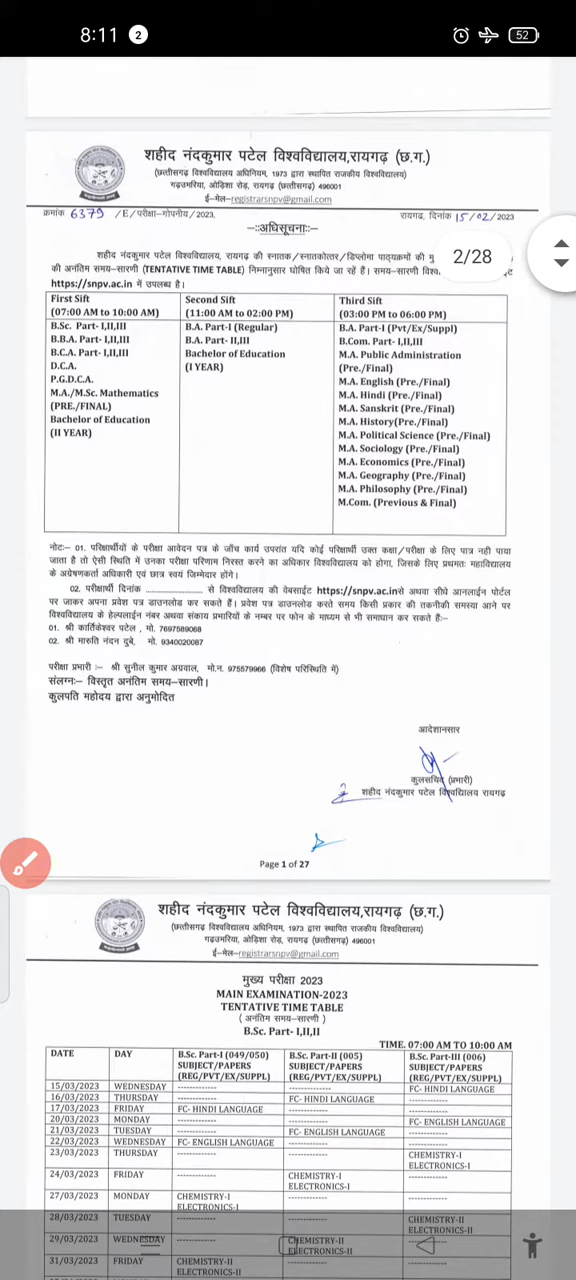 8:11 2 52
शहीद नंदकुमार पटेल विश्वविद्यालय,रायगढ़ (छ.ग.)
(छत्तीसगढ़ विश्वविद्यालय अधिनियम, 1973 द्वारा स्थापित राजकीय विश्वविद्यालय)
गढ़उमरिया, ओड़िशा रोड़, रायगढ़ (छत्तीसगढ़) 496001
ई–मेल–registrarsnpv@gmail.com
क्रमांक 6379 /E/परीक्षा–गोपनीय/2023,
रायगढ़, दिनांक 15/02/2023
–::अधिसूचनाः:–
शहीद नंदकुमार पटेल विश्वविद्यालय, रायगढ़ की स्नातक/स्नातकोत्तर/डिप्लोमा पाठ्यक्रमों की मु
2/28
की अनंतिम समय–सारणी (TENTATIVE TIME TABLE) निम्नानुसार घोषित किये जा रहें हैं। समय–सारणी विश्व
https://snpv.ac.in में उपलब्ध है।
First Sift Second Sift Third Sift
(07:00 AM to 10:00 AM) (11:00 AM to 02:00 PM) (03:00 PM to 06:00 PM)
B.Sc. Part- I,II,III B.A. Part-I (Regular) B.A. Part-I (Pvt/Ex/Suppl)
B.B.A. Part- I,II,III B.A. Part- II,III B.Com. Part- I,II,III
B.C.A. Part- I,II,III Bachelor of Education M.A. Public Administration
D.C.A. (I YEAR) (Pre./Final)
P.G.D.C.A. M.A. English (Pre./Final)
M.A./M.Sc. Mathematics M.A. Hindi (Pre./Final)
(PRE./FINAL) M.A. Sanskrit (Pre./Final)
Bachelor of Education M.A. History(Pre./Final)
(II YEAR) M.A. Political Science (Pre./Final)
M.A. Sociology (Pre./Final)
M.A. Economics (Pre./Final)
M.A. Geography (Pre./Final)
M.A. Philosophy (Pre./Final)
M.Com. (Previous & Final)
नोटः– 01. परिक्षार्थीयों के परीक्षा आवेदन पत्र के जाँच कार्य उपरांत यदि कोई परिक्षार्थी उक्त कक्षा/परीक्षा के लिए पात्र नही पाया
जाता है तो ऐसी स्थिति में उनका परीक्षा परिणाम निरस्त करने का अधिकार विश्वविद्यालय को होगा, जिसके लिए प्रथमतः महाविद्यालय
के अग्रेषणकर्ता अधिकारी एवं छात्र स्वयं जिम्मेदार होंगे।
02. परीक्षार्थी दिनांक ........................ से विश्वविद्यालय की वेबसाईट https://snpv.ac.inसे अथवा सीधे आनलाईन पोर्टल
पर जाकर अपना प्रवेश पत्र डाउनलोड कर सकते हैं। प्रवेश पत्र डाउनलोड करते समय किसी प्रकार की तकनीकी समस्या आने पर
विश्वविद्यालय के हेल्पलाईन नंबर अथवा संकाय प्रभारियों के नम्बर पर फोन के माध्यम से भी समाधान कर सकते हैः–
01. श्री कार्तिकेश्वर पटेल, मो. 7697589068
02. श्री मारुति नंदन दुबे, मो. 9340020087
परीक्षा प्रभारी :– श्री सुनील कुमार अग्रवाल, मो.न. 975579966 (विशेष परिस्थिति में)
संलग्नः– विस्तृत अनंतिम समय–सारणी।
कुलपति महोदय द्वारा अनुमोदित
आदेशानसार
कुलसचिव (प्रभारी)
शहीद नंदकुमार पटेल विश्वविद्यालय रायगढ़
Page 1 of 27
शहीद नंदकुमार पटेल विश्वविद्यालय,रायगढ़ (छ.ग.)
(छत्तीसगढ़ विश्वविद्यालय अधिनियम, 1973 द्वारा स्थापित राजकीय विश्वविद्यालय)
गढ़उमरिया, ओड़िशा रोड़, रायगढ़ (छत्तीसगढ़) 496001
ई–मेल–registrarsnpv@gmail.com
मुख्य परीक्षा 2023
MAIN EXAMINATION-2023
TENTATIVE TIME TABLE
( अनंतिम समय–सारणी )
B.Sc. Part- I,II,II
TIME. 07:00 AM TO 10:00 AM
DATE DAY B.Sc. Part-I (049/050) B.Sc. Part-II (005) B.Sc. Part-III (006)
SUBJECT/PAPERS SUBJECT/PAPERS SUBJECT/PAPERS
(REG/PVT/EX/SUPPL) (REG/PVT/EX/SUPPL) (REG/PVT/EX/SUPPL)
15/03/2023 WEDNESDAY ------------ ------------ FC- HINDI LANGUAGE
16/03/2023 THURSDAY ------------ FC- HINDI LANGUAGE ------------
17/03/2023 FRIDAY FC- HINDI LANGUAGE ------------ ------------
20/03/2023 MONDAY ------------ ------------ FC- ENGLISH LANGUAGE
21/03/2023 TUESDAY ------------ FC- ENGLISH LANGUAGE ------------
22/03/2023 WEDNESDAY FC- ENGLISH LANGUAGE ------------ ------------
23/03/2023 THURSDAY ------------ ------------ CHEMISTRY-I
ELECTRONICS-I
24/03/2023 FRIDAY ------------ CHEMISTRY-I ------------
ELECTRONICS-I
27/03/2023 MONDAY CHEMISTRY-I ------------ ------------
ELECTRONICS-I
28/03/2023 TUESDAY ------------ ------------ CHEMISTRY-II
ELECTRONICS-II
29/03/2023 WEDNESDAY ------------ CHEMISTRY-II ------------
ELECTRONICS-II
31/03/2023 FRIDAY CHEMISTRY-II ------------ ------------
ELECTRONICS-II